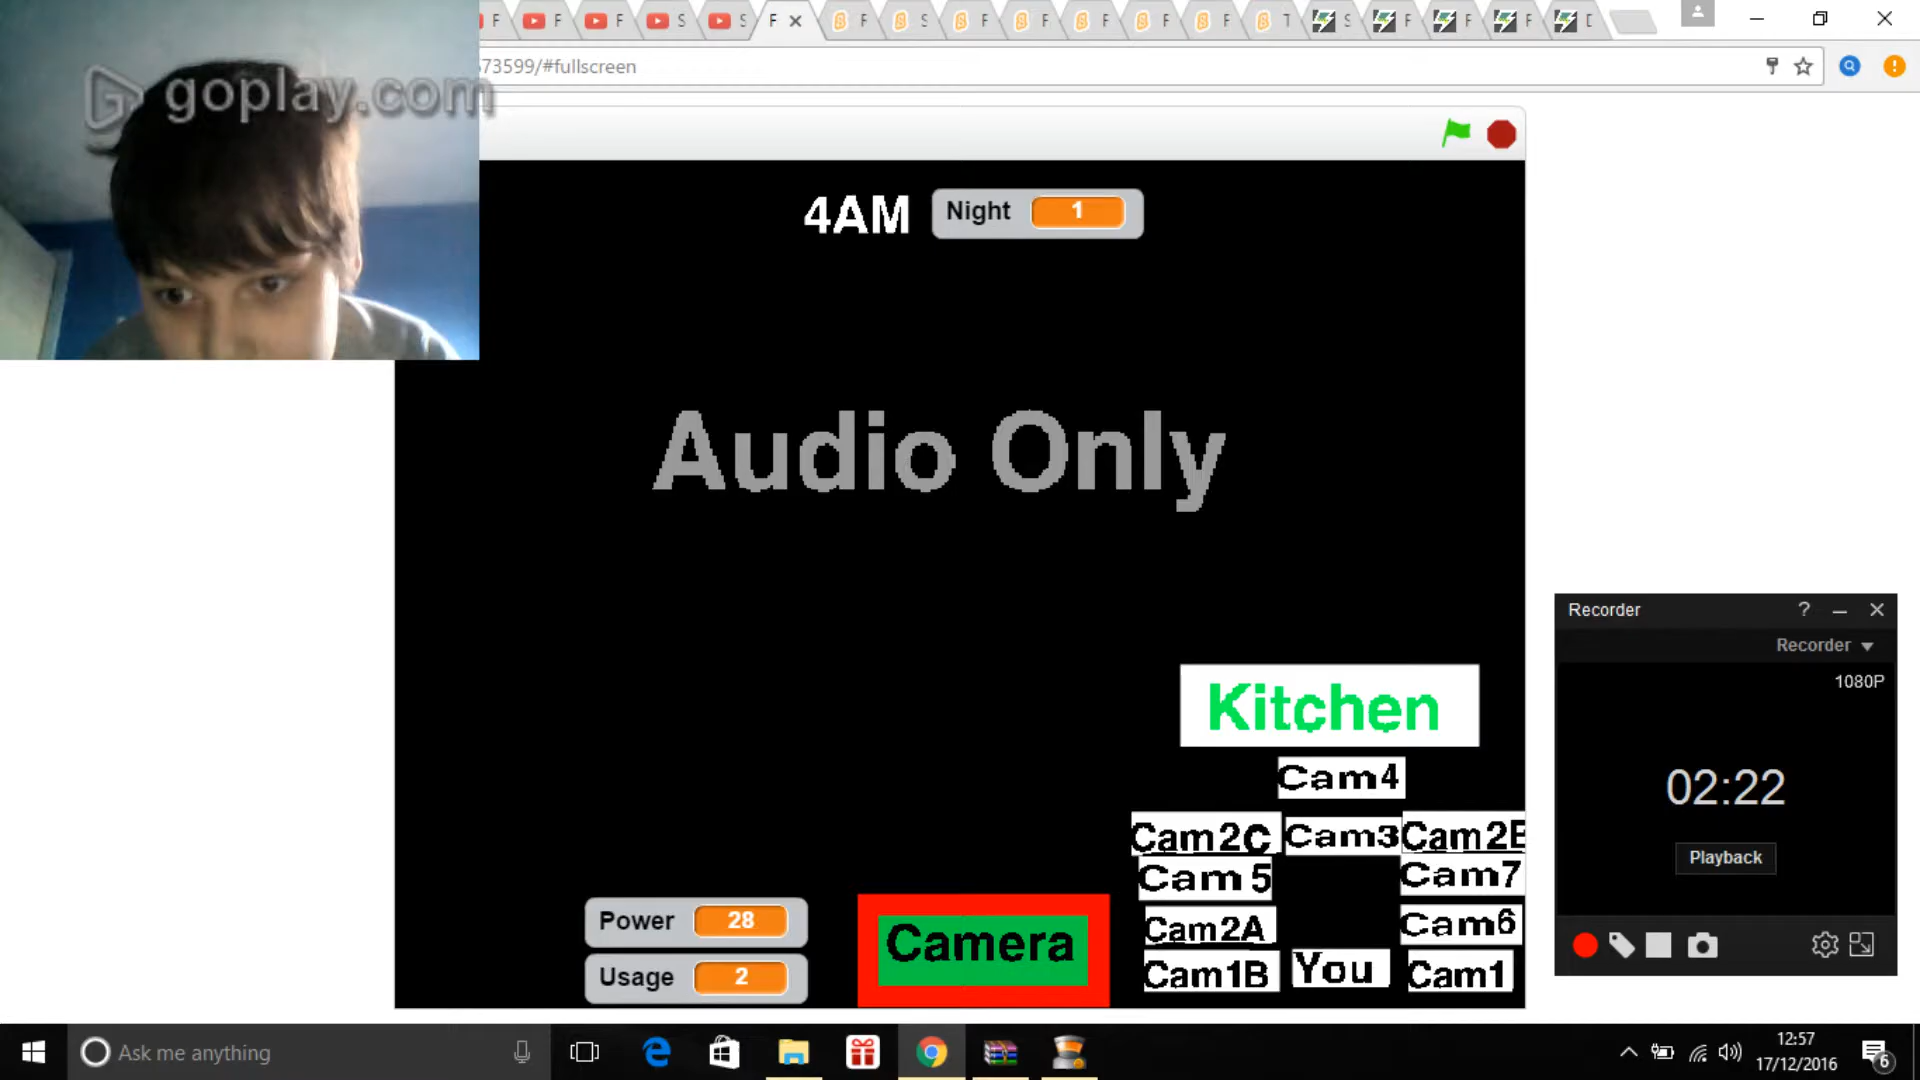 F F S S F S F F F F F T S F F F D
goplay.com
573599/#fullscreen
4AM Night 1
Audio Only
Recorder ?
Recorder
1080P
Kitchen
Cam4
02:22
Cam2C Cam3 Cam2B
Playback
Cam5 Cam7
Power 28
Camera
Cam2A Cam6
Usage 2
Cam1B You Cam1
Ask me anything
12:57
17/12/2016
6